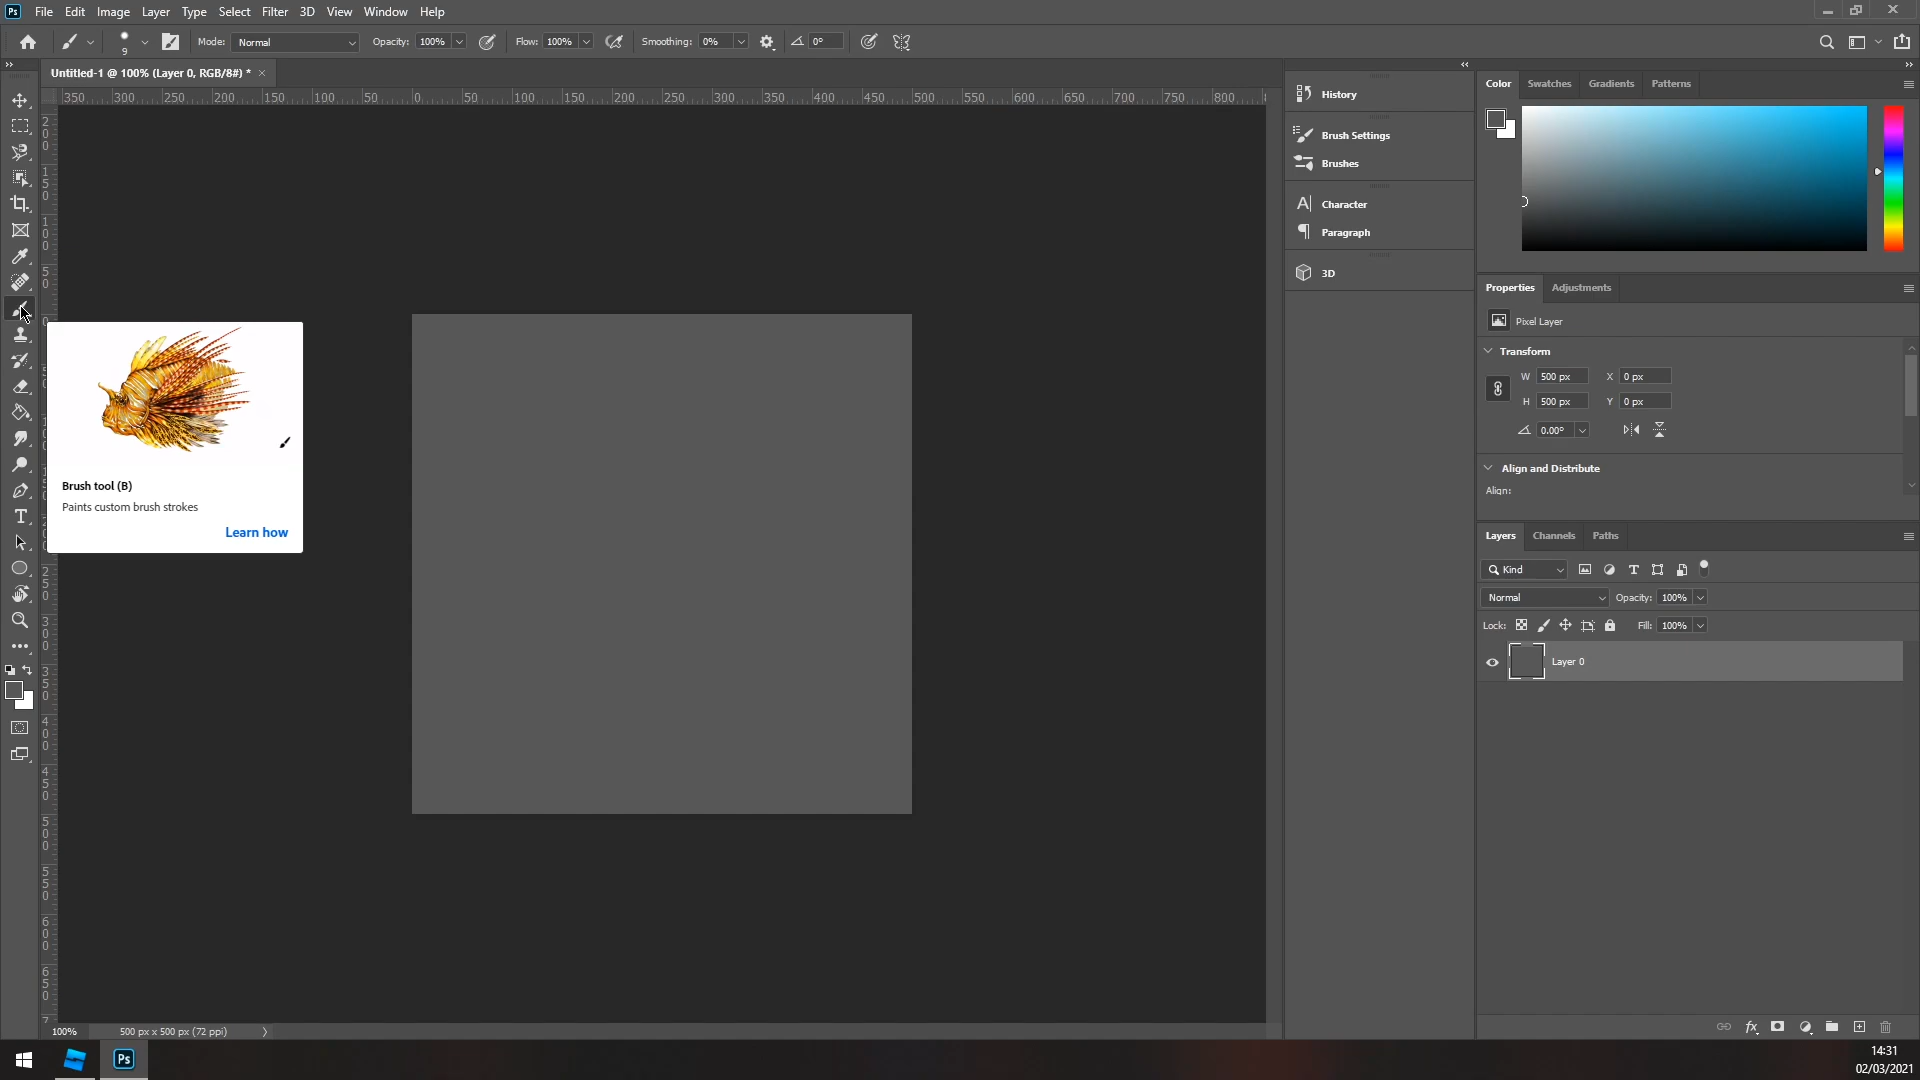 Ps File Edit Image Layer Type Select Filter 3D View Window Help
9 Mode: Normal Opacity: 100% Flow: 100% Smoothing: 0% 0°
Untitled-1 @ 100% (Layer 0, RGB/8#) * ×
350 300 250 200 150 100 50 0 50 100 150 200 250 300 350 400 450 500 550 600 650 700 750 800
History
Brush Settings
Brushes
Character
Paragraph
3D
Color Swatches Gradients Patterns
Properties Adjustments
Pixel Layer
Transform
W 500 px X 0 px
H 500 px Y 0 px
0.00°
Align and Distribute
Align:
Brush tool (B)
Paints custom brush strokes
Learn how
Layers Channels Paths
Kind
Normal Opacity: 100%
Lock: Fill: 100%
Layer 0
100% 500 px x 500 px (72 ppi)
Ps
14:31
02/03/2021